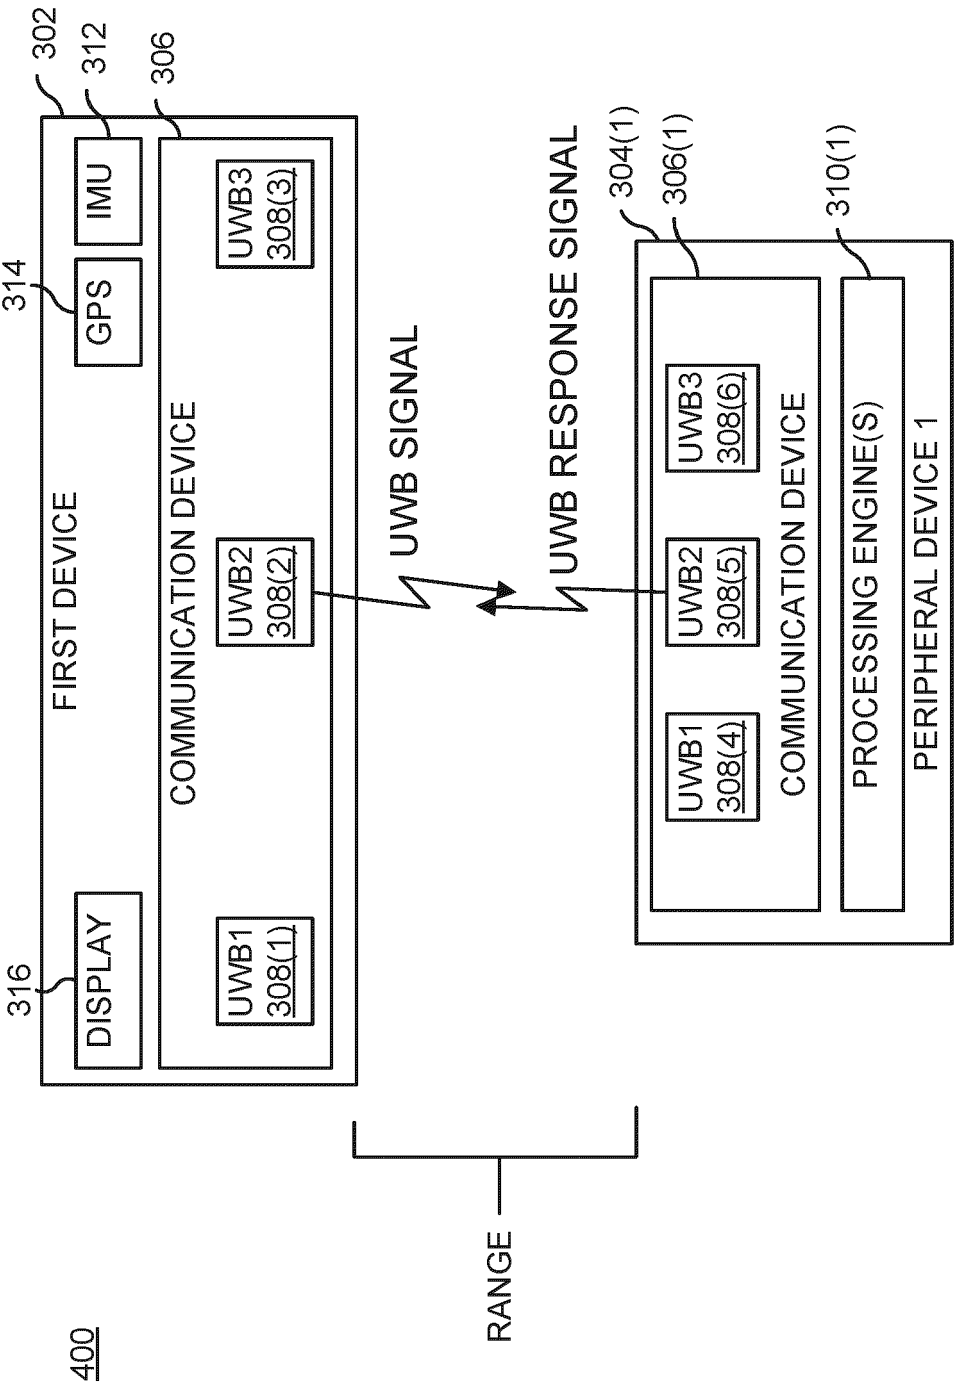 400
302
312
306
314
316
FIRST DEVICE
DISPLAY
GPS
IMU
COMMUNICATION DEVICE
UWB1
308(1)
UWB2
308(2)
UWB3
308(3)
RANGE
UWB SIGNAL
UWB RESPONSE SIGNAL
304(1)
306(1)
310(1)
UWB1
308(4)
UWB2
308(5)
UWB3
308(6)
COMMUNICATION DEVICE
PROCESSING ENGINE(S)
PERIPHERAL DEVICE 1